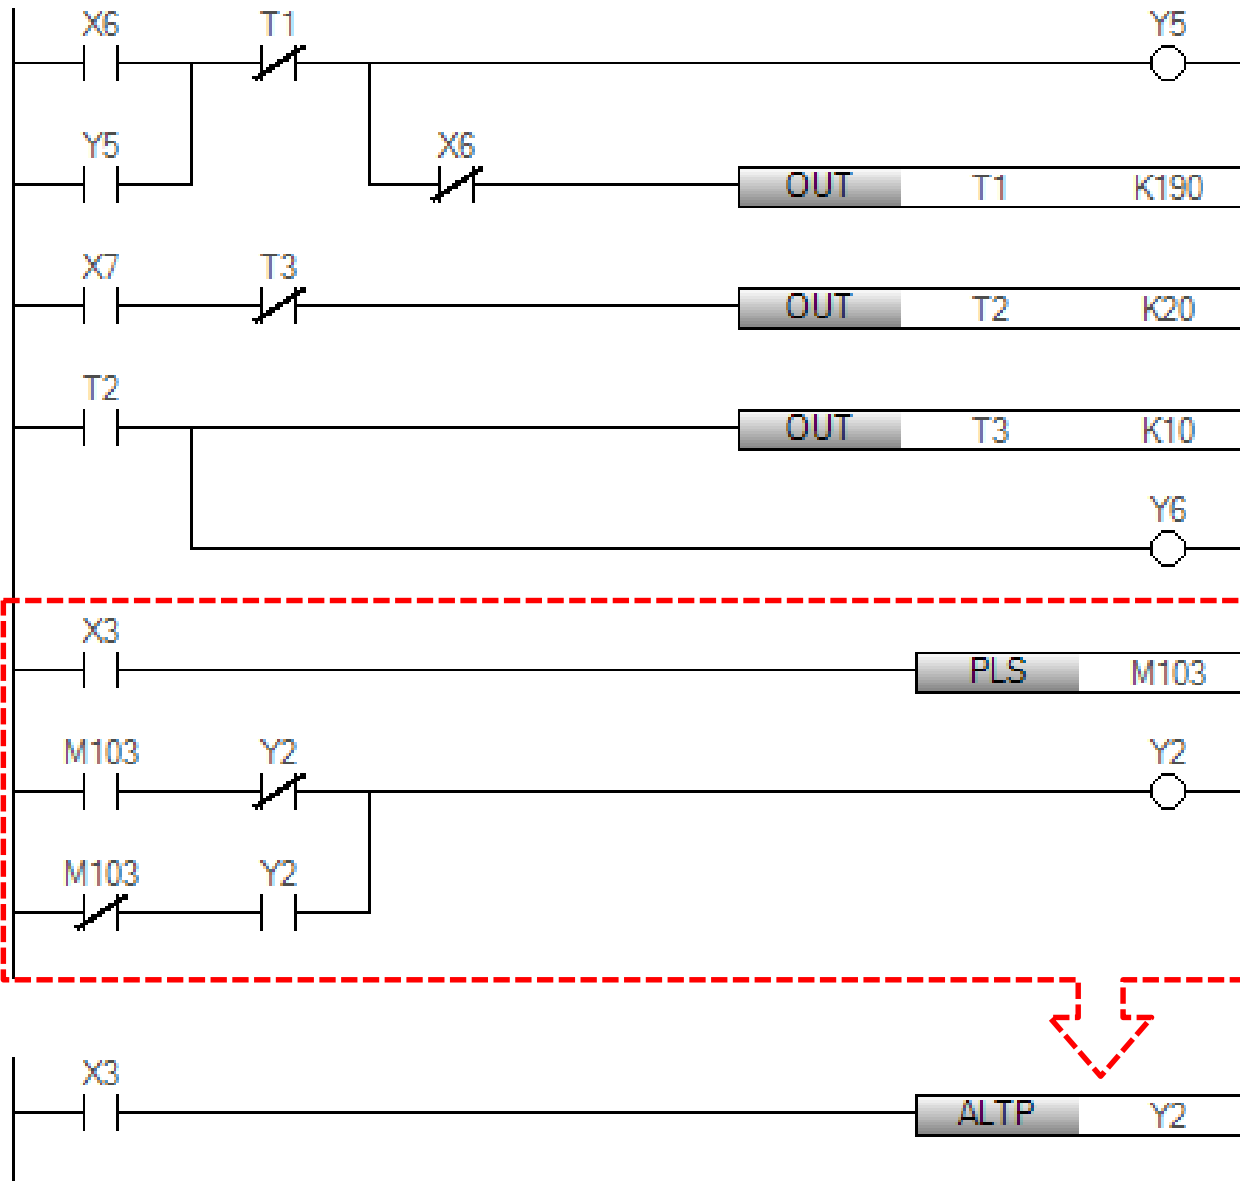 X6 T1 Y5
Y5 X6
OUT T1 K190
X7 T3
OUT T2 K20
T2
OUT T3 K10
Y6
X3
PLS M103
M103 Y2 Y2
M103 Y2
X3
ALTP Y2